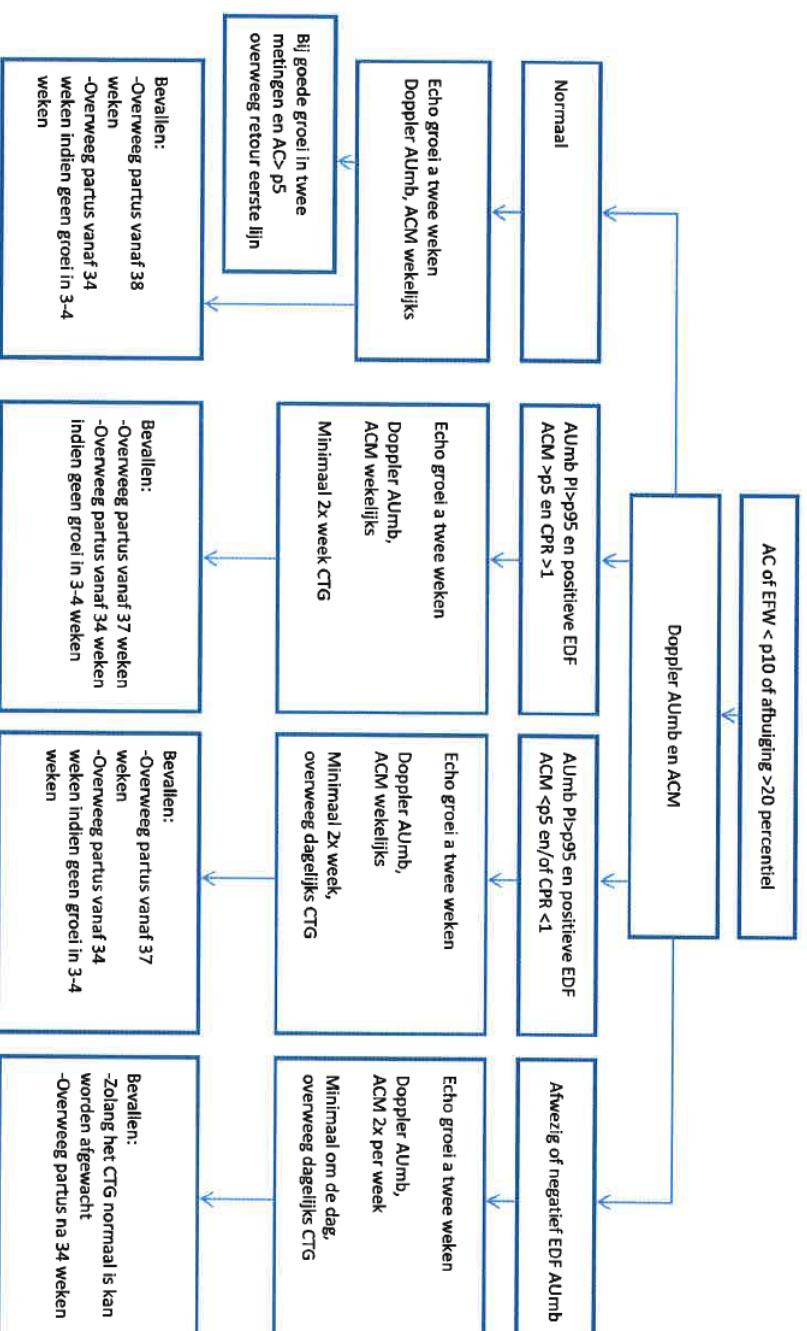 AC of EFW < p10 of afbuiging >20 percentiel
Doppler AUmb en ACM
Normaal
Echo groei a twee weken
Doppler AUmb, ACM wekelijks
Bij goede groei in twee
metingen en AC> p5
overweeg retour eerste lijn
Bevallen:
-Overweeg partus vanaf 38
weken
-Overweeg partus vanaf 34
weken indien geen groei in 3-4
weken
AUmb PI>p95 en positieve EDF
ACM >p5 en CPR >1
Echo groei a twee weken
Doppler AUmb,
ACM wekelijks
Minimaal 2x week CTG
Bevallen:
-Overweeg partus vanaf 37 weken
-Overweeg partus vanaf 34 weken
indien geen groei in 3-4 weken
AUmb PI>p95 en positieve EDF
ACM <p5 en/of CPR <1
Echo groei a twee weken
Doppler AUmb,
ACM wekelijks
Minimaal 2x week,
overweeg dagelijks CTG
Bevallen:
-Overweeg partus vanaf 37
weken
-Overweeg partus vanaf 34
weken indien geen groei in 3-4
weken
Afwezig of negatief EDF AUmb
Echo groei a twee weken
Doppler AUmb,
ACM 2x per week
Minimaal om de dag,
overweeg dagelijks CTG
Bevallen:
-Zolang het CTG normaal is kan
worden afgewacht
-Overweeg partus na 34 weken